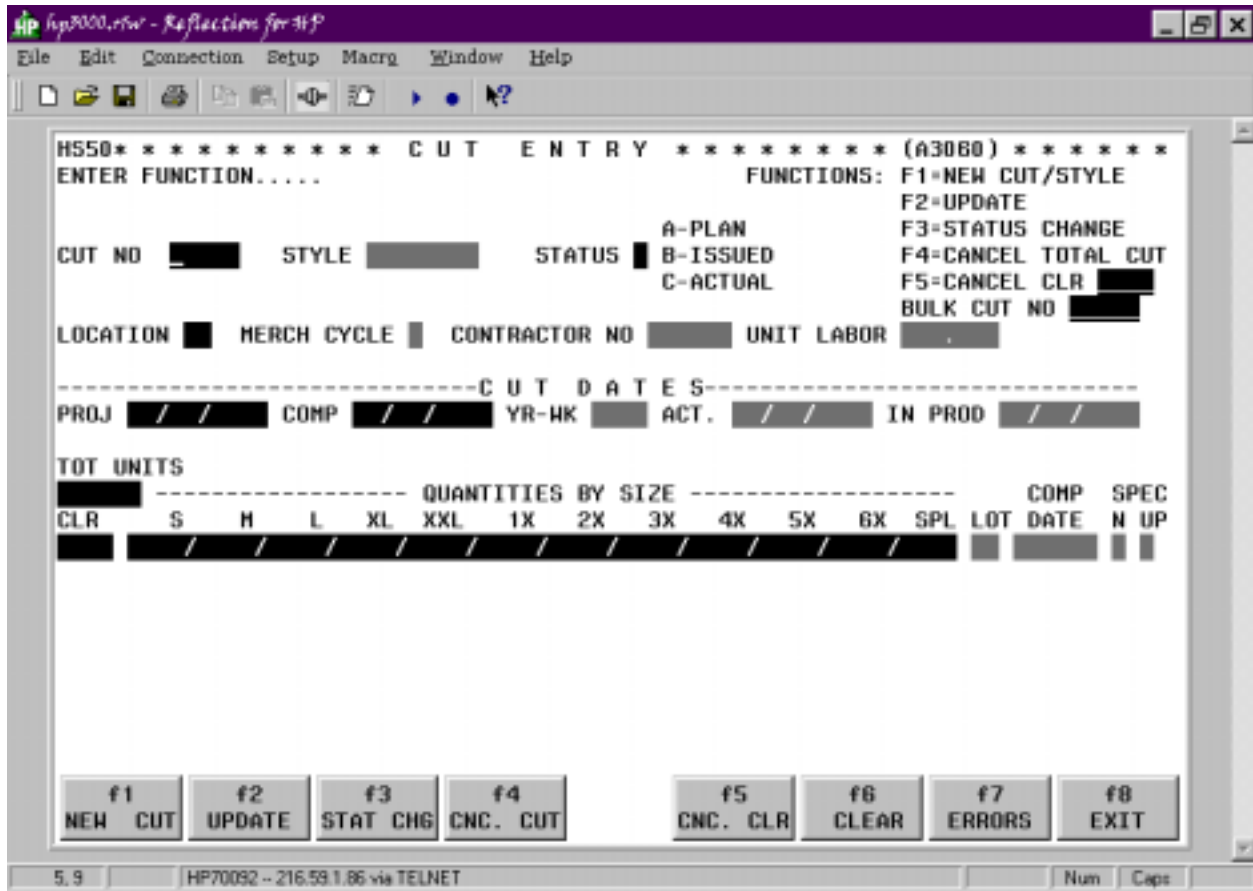 hp3000.rfw - Reflection for HP
File Edit Connection Setup Macro Window Help
HS50* * * * * * * * * * C U T E N T R Y * * * * * * * * (A3060) * * * * * *
ENTER FUNCTION..... FUNCTIONS: F1=NEW CUT/STYLE
F2=UPDATE
A-PLAN F3=STATUS CHANGE
CUT NO _ STYLE STATUS B-ISSUED F4=CANCEL TOTAL CUT
C-ACTUAL F5=CANCEL CLR
BULK CUT NO
LOCATION MERCH CYCLE CONTRACTOR NO UNIT LABOR .
------------------------------C U T D A T E S-------------------------------
PROJ / / COMP / / YR-WK ACT. / / IN PROD / /
TOT UNITS
------------------ QUANTITIES BY SIZE ------------------- COMP SPEC
CLR S M L XL XXL 1X 2X 3X 4X 5X 6X SPL LOT DATE N UP
/ / / / / / / / / / /
f1 f2 f3 f4 f5 f6 f7 f8
NEW CUT UPDATE STAT CHG CNC. CUT CNC. CLR CLEAR ERRORS EXIT
5, 9 HP70092 -- 216.59.1.86 via TELNET Num Caps